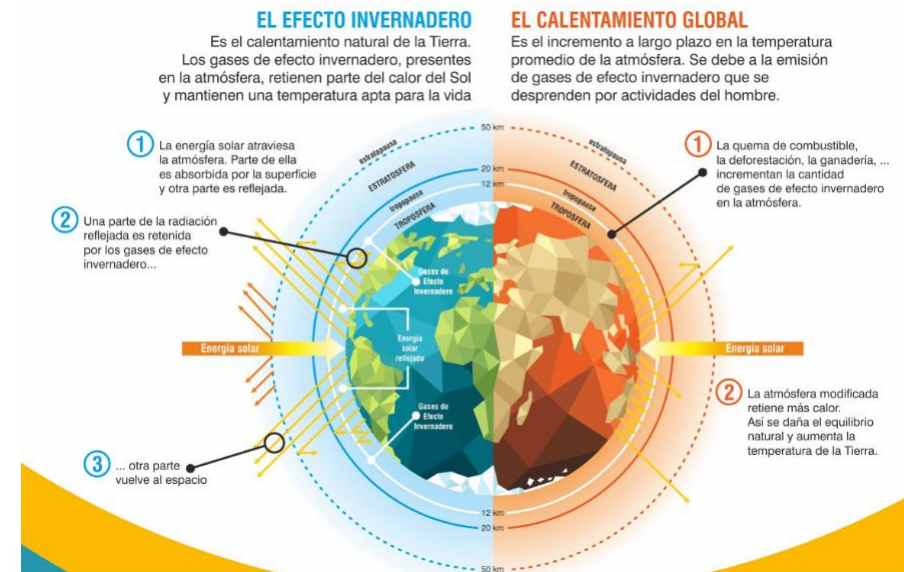 EL EFECTO INVERNADERO
Es el calentamiento natural de la Tierra.
Los gases de efecto invernadero, presentes
en la atmósfera, retienen parte del calor del Sol
y mantienen una temperatura apta para la vida
EL CALENTAMIENTO GLOBAL
Es el incremento a largo plazo en la temperatura
promedio de la atmósfera. Se debe a la emisión
de gases de efecto invernadero que se
desprenden por actividades del hombre.
1
La energía solar atraviesa
la atmósfera. Parte de ella
es absorbida por la superficie
y otra parte es reflejada.
2
Una parte de la radiación
reflejada es retenida
por los gases de efecto
invernadero...
3
... otra parte
vuelve al espacio
50 km
estratopausa
ESTRATOSFERA
20 km
12 km
tropopausa
TROPOSFERA
estratopausa
ESTRATOSFERA
tropopausa
TROPOSFERA
Gases de
Efecto
Invernadero
Energía
solar
reflejada
Gases de
Efecto
Invernadero
Energía solar
Energía solar
12 km
20 km
50 km
1
La quema de combustible,
la deforestación, la ganadería, ...
incrementan la cantidad
de gases de efecto invernadero
en la atmósfera.
2
La atmósfera modificada
retiene más calor.
Así se daña el equilibrio
natural y aumenta la
temperatura de la Tierra.